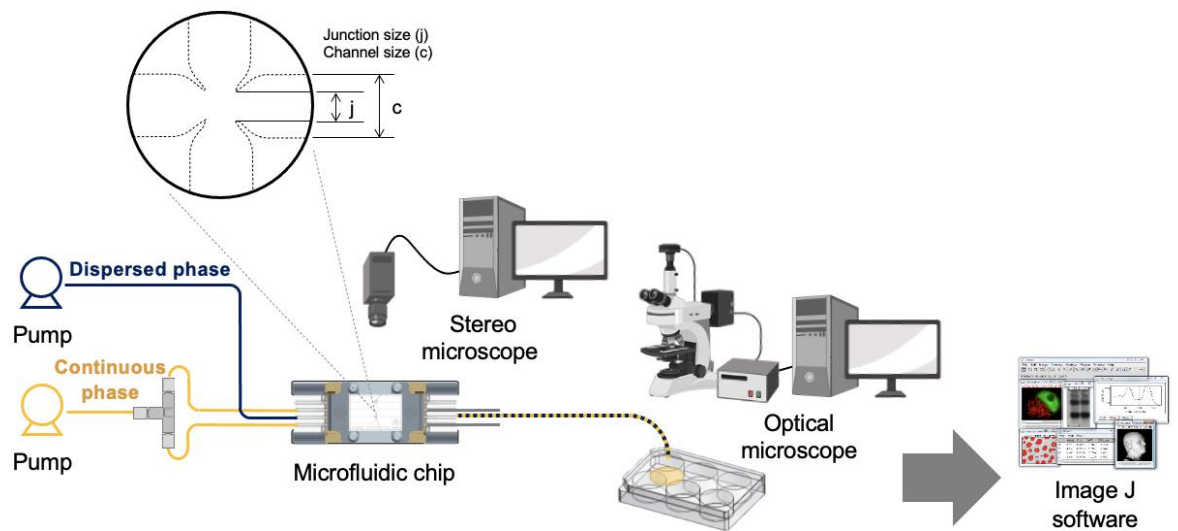 Junction size (j)
Channel size (c)
j
c
Dispersed phase
Pump
Stereo
microscope
Continuous
phase
Pump
Microfluidic chip
Optical
microscope
Image J
software